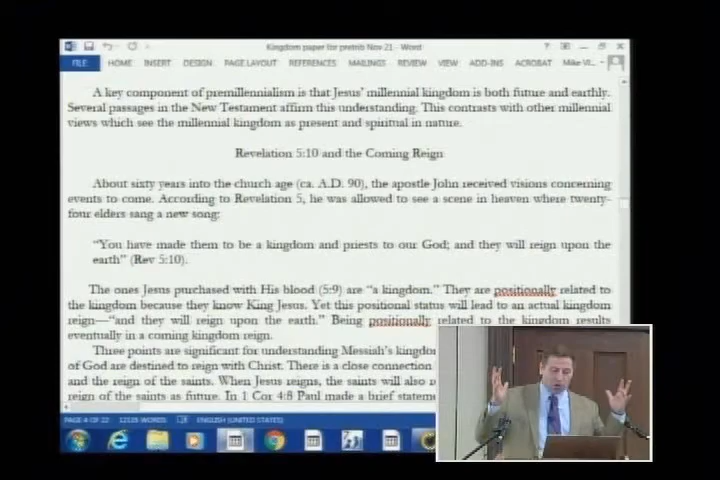 Kingdom paper for pretrib Nov 21 - Word
FILE HOME INSERT DESIGN PAGE LAYOUT REFERENCES MAILINGS REVIEW VIEW ADD-INS ACROBAT Mike
A key component of premillennialism is that Jesus' millennial kingdom is both future and earthly.
Several passages in the New Testament affirm this understanding. This contrasts with other millennial
views which see the millennial kingdom as present and spiritual in nature.
Revelation 5:10 and the Coming Reign
About sixty years into the church age (ca. A.D. 90), the apostle John received visions concerning
events to come. According to Revelation 5, he was allowed to see a scene in heaven where twenty-
four elders sang a new song:
"You have made them to be a kingdom and priests to our God; and they will reign upon the
earth" (Rev 5:10).
The ones Jesus purchased with His blood (5:9) are "a kingdom." They are positionally related to
the kingdom because they know King Jesus. Yet this positional status will lead to an actual kingdom
reign—"and they will reign upon the earth." Being positionally related to the kingdom results
eventually in a coming kingdom reign.
Three points are significant for understanding Messiah's kingdo
of God are destined to reign with Christ. There is a close connection
and the reign of the saints. When Jesus reigns, the saints will also
reign of the saints as future. In 1 Cor 4:8 Paul made a brief stateme
PAGE 4 OF 22 WORDS ENGLISH (UNITED STATES)